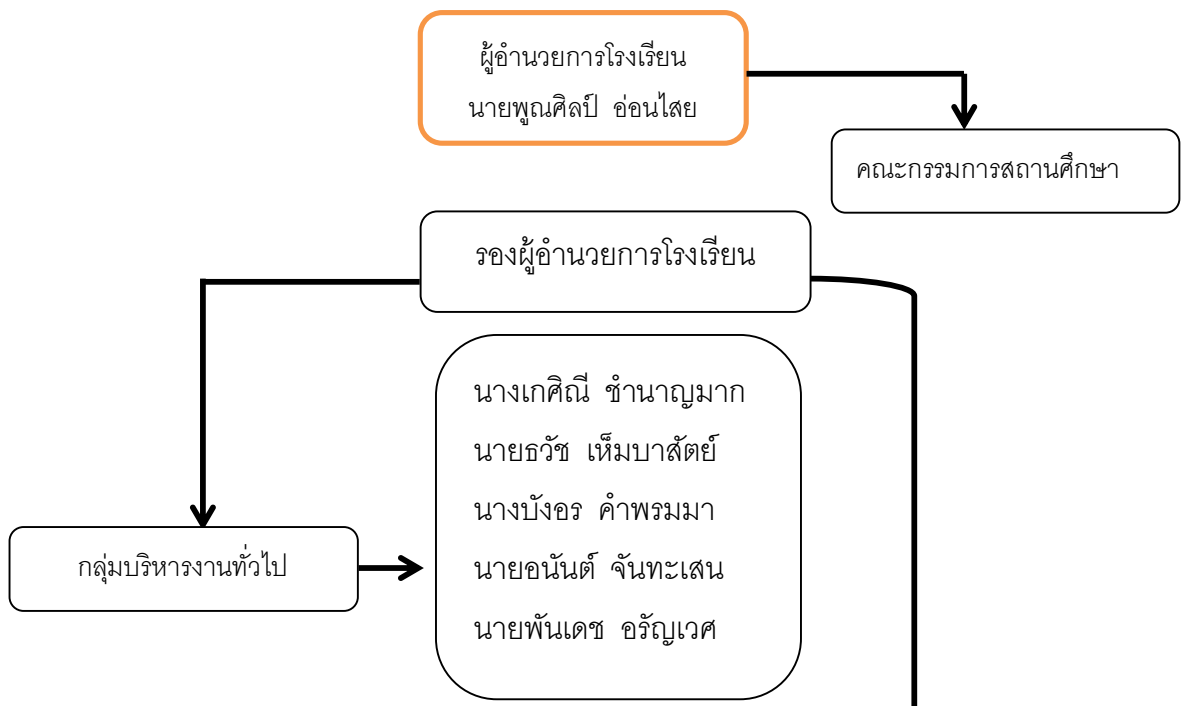 ผู้อำนวยการโรงเรียน
นายพูณศิลป์ อ่อนไสย
คณะกรรมการสถานศึกษา
รองผู้อำนวยการโรงเรียน
นางเกศิณี ชำนาญมาก
นายธวัช เห็มบาสัตย์
นางบังอร คำพรมมา
นายอนันต์ จันทะเสน
นายพันเดช อรัญเวศ
กลุ่มบริหารงานทั่วไป